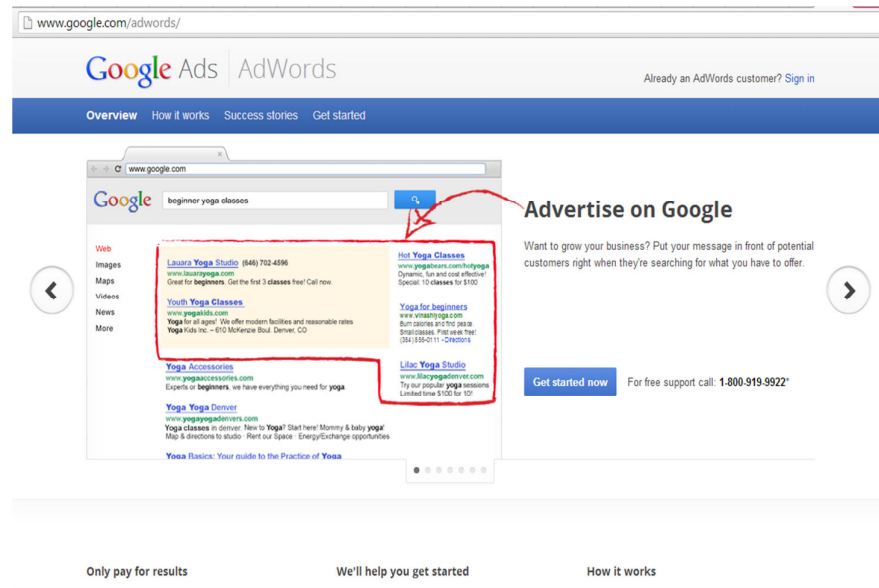 www.google.com/adwords/
Google Ads AdWords
Already an AdWords customer? Sign in
Overview How it works Success stories Get started
www.google.com
Google beginner yoga classes
Web
Images
Maps
Videos
News
More
Lauara Yoga Studio (646) 702-4596
www.lauarayoga.com
Great for beginners. Get the first 3 classes free! Call now.
Youth Yoga Classes
www.yogakids.com
Yoga for all ages! We offer modern facilities and reasonable rates
Yoga Kids Inc. – 610 McKenzie Boul. Denver, CO
Yoga Accessories
www.yogaaccessories.com
Experts or beginners, we have everything you need for yoga.
Yoga Yoga Denver
www.yogayogadenvers.com
Yoga classes in denver. New to Yoga? Start here! Mommy & baby yoga!
Map & directions to studio · Rent our Space · Energy/Exchange opportunities
Yoga Basics: Your guide to the Practice of Yoga
Hot Yoga Classes
www.yogabears.com/hotyoga
Dynamic, fun and cost effective!
Special: 10 classes for $100
Yoga for beginners
www.vinashiyoga.com
Burn calories and find peace.
Small classes. First week free!
(354) 555-0111 - Directions
Lilac Yoga Studio
www.lilacyogadenver.com
Try our popular yoga sessions
Limited time $100 for 10!
Advertise on Google
Want to grow your business? Put your message in front of potential
customers right when they're searching for what you have to offer.
Get started now For free support call: 1-800-919-9922*
Only pay for results We'll help you get started How it works